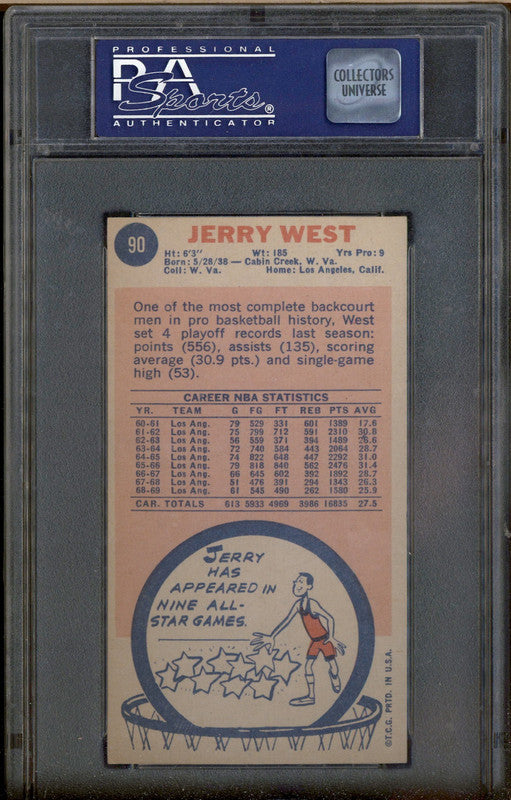 PROFESSIONAL
PSA
Sports®
AUTHENTICATOR
COLLECTORS
UNIVERSE
90
JERRY WEST
Ht: 6'3" Wt: 185 Yrs Pro: 9
Born: 5/28/38 — Cabin Creek, W. Va.
Coll: W. Va. Home: Los Angeles, Calif.
One of the most complete backcourt
men in pro basketball history, West
set 4 playoff records last season:
points (556), assists (135), scoring
average (30.9 pts.) and single-game
high (53).
CAREER NBA STATISTICS
YR. TEAM G FG FT REB PTS AVG
60-61 Los Ang. 79 529 331 601 1389 17.6
61-62 Los Ang. 75 799 712 591 2310 30.8
62-63 Los Ang. 56 559 371 394 1489 26.6
63-64 Los Ang. 72 740 584 443 2064 28.7
64-65 Los Ang. 74 822 648 447 2292 31.0
65-66 Los Ang. 79 818 840 562 2476 31.4
66-67 Los Ang. 66 645 602 392 1892 28.7
67-68 Los Ang. 51 476 391 294 1343 26.3
68-69 Los Ang. 61 545 490 262 1580 25.9
CAR. TOTALS 613 5933 4969 3986 16835 27.5
JERRY
HAS
APPEARED IN
NINE ALL-
STAR GAMES.
©T.C.G. PRTD. IN U.S.A.